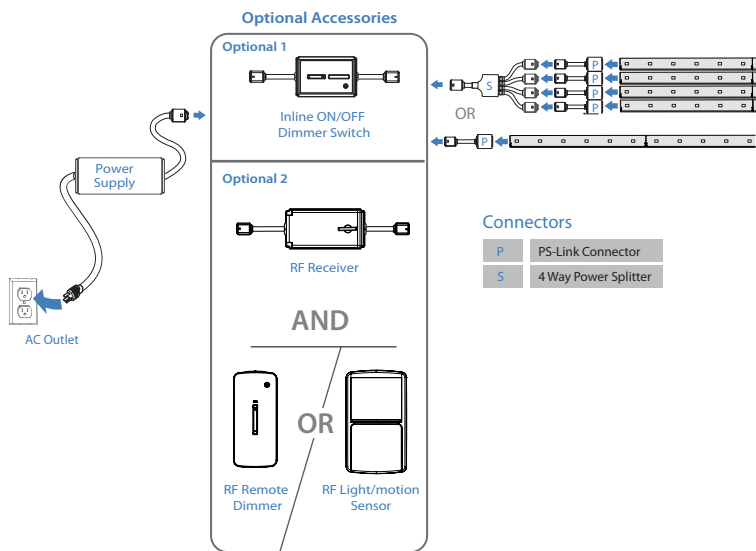 Optional Accessories
Optional 1
Inline ON/OFF
Dimmer Switch
Optional 2
RF Receiver
AND
OR
RF Remote
Dimmer
RF Light/motion
Sensor
Power
Supply
AC Outlet
S
P
P
P
P
OR
P
Connectors
P PS-Link Connector
S 4 Way Power Splitter